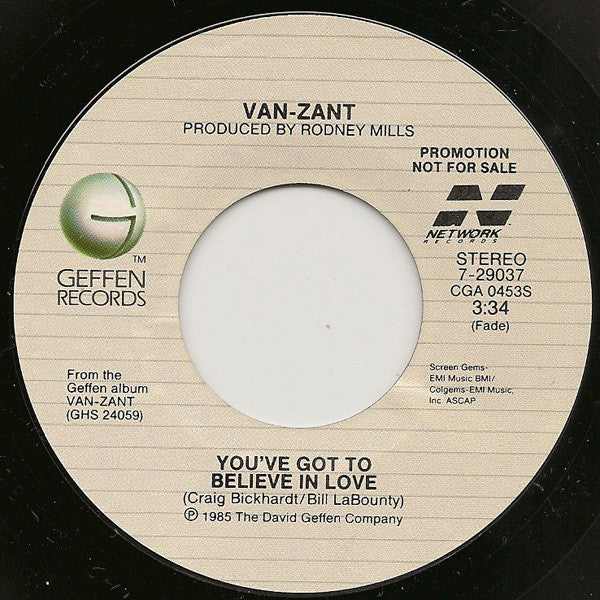 VAN-ZANT
PRODUCED BY RODNEY MILLS
PROMOTION
NOT FOR SALE
NETWORK
RECORDS
G
TM
GEFFEN
RECORDS
STEREO
7-29037
CGA 0453S
3:34
(Fade)
From the
Geffen album
VAN-ZANT
(GHS 24059)
Screen Gems-
EMI Music BMI/
Colgems-EMI Music,
Inc. ASCAP
YOU'VE GOT TO
BELIEVE IN LOVE
(Craig Bickhardt/Bill LaBounty)
℗ 1985 The David Geffen Company